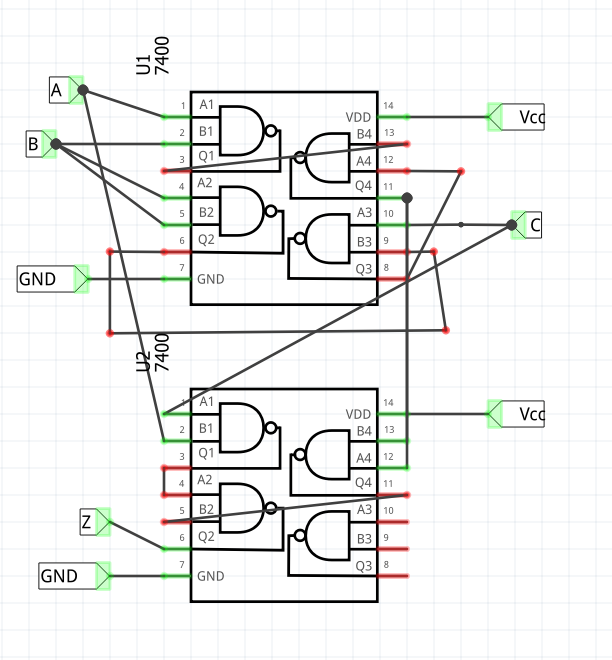 U1
7400
A
B
GND
Vcc
C
1
2
3
4
5
6
7
A1
B1
Q1
A2
B2
Q2
GND
VDD
B4
A4
Q4
A3
B3
Q3
14
13
12
11
10
9
8
U2
7400
Z
GND
Vcc
1
2
3
4
5
6
7
A1
B1
Q1
A2
B2
Q2
GND
VDD
B4
A4
Q4
A3
B3
Q3
14
13
12
11
10
9
8